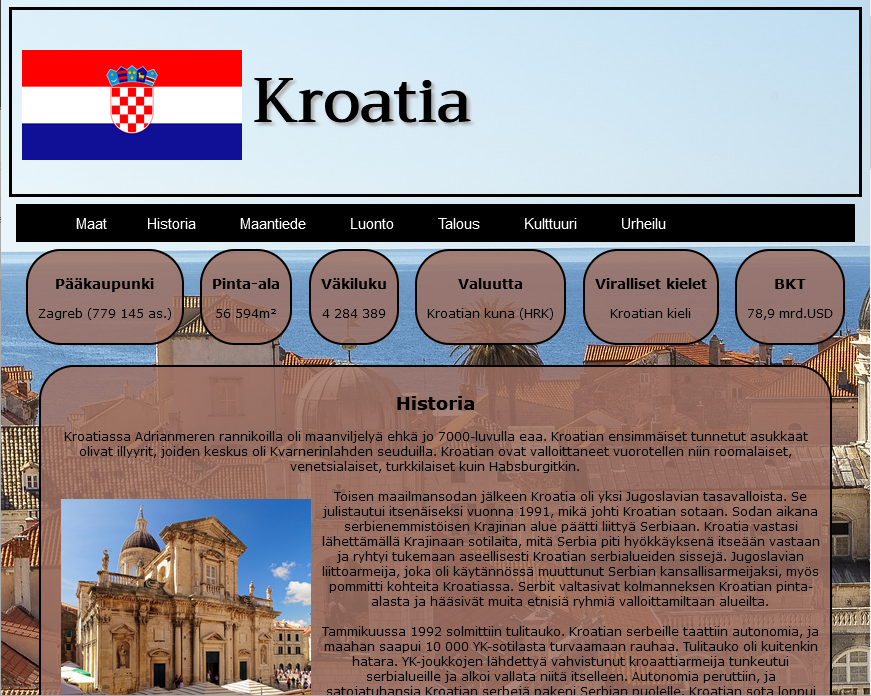 Kroatia
Maat Historia Maantiede Luonto Talous Kulttuuri Urheilu
Pääkaupunki
Zagreb (779 145 as.)
Pinta-ala
56 594m²
Väkiluku
4 284 389
Valuutta
Kroatian kuna (HRK)
Viralliset kielet
Kroatian kieli
BKT
78,9 mrd.USD
Historia
Kroatiassa Adrianmeren rannikoilla oli maanviljelyä ehkä jo 7000-luvulla eaa. Kroatian ensimmäiset tunnetut asukkaat
olivat illyyrit, joiden keskus oli Kvarnerinlahden seuduilla. Kroatian ovat valloittaneet vuorotellen niin roomalaiset,
venetsialaiset, turkkilaiset kuin Habsburgitkin.
Toisen maailmansodan jälkeen Kroatia oli yksi Jugoslavian tasavalloista. Se
julistautui itsenäiseksi vuonna 1991, mikä johti Kroatian sotaan. Sodan aikana
serbienemmistöisen Krajinan alue päätti liittyä Serbiaan. Kroatia vastasi
lähettämällä Krajinaan sotilaita, mitä Serbia piti hyökkäyksenä itseään vastaan
ja ryhtyi tukemaan aseellisesti Kroatian serbialueiden sissejä. Jugoslavian
liittoarmeija, joka oli käytännössä muuttunut Serbian kansallisarmeijaksi, myös
pommitti kohteita Kroatiassa. Serbit valtasivat kolmanneksen Kroatian pinta-
alasta ja hääsivät muita etnisiä ryhmiä valloittamiltaan alueilta.
Tammikuussa 1992 solmittiin tulitauko. Kroatian serbeille taattiin autonomia, ja
maahan saapui 10 000 YK-sotilasta turvaamaan rauhaa. Tulitauko oli kuitenkin
hatara. YK-joukkojen lähdettyä vahvistunut kroaattiarmeija tunkeutui
serbialueille ja alkoi vallata niitä itselleen. Autonomia peruttiin, ja
satojatuhansia Kroatian serbejä pakeni Serbian puolelle. Kroatian sota loppui